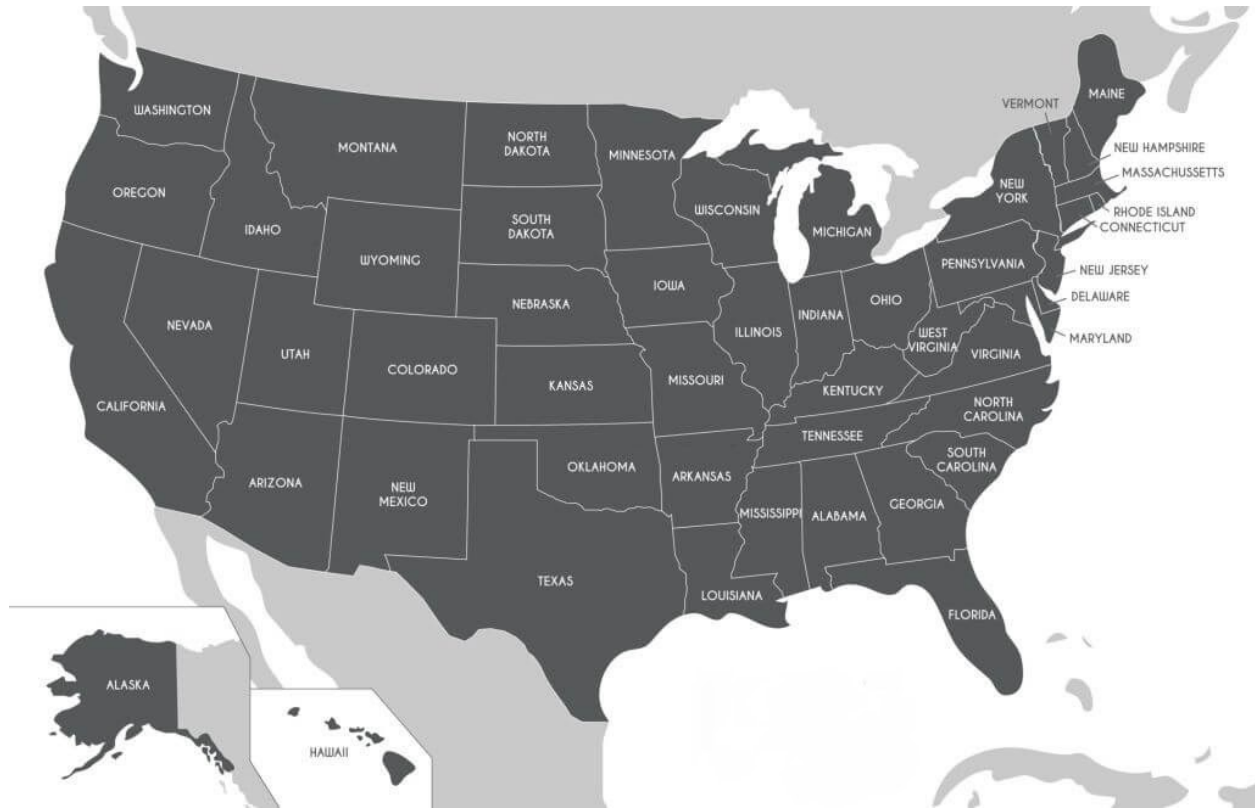 WASHINGTON
OREGON
CALIFORNIA
NEVADA
IDAHO
MONTANA
WYOMING
UTAH
ARIZONA
COLORADO
NEW
MEXICO
NORTH
DAKOTA
SOUTH
DAKOTA
NEBRASKA
KANSAS
OKLAHOMA
TEXAS
MINNESOTA
IOWA
MISSOURI
ARKANSAS
LOUISIANA
WISCONSIN
ILLINOIS
MICHIGAN
INDIANA
OHIO
KENTUCKY
TENNESSEE
MISSISSIPPI
ALABAMA
GEORGIA
FLORIDA
SOUTH
CAROLINA
NORTH
CAROLINA
VIRGINIA
WEST
VIRGINIA
PENNSYLVANIA
NEW
YORK
VERMONT
MAINE
NEW HAMPSHIRE
MASSACHUSSETTS
RHODE ISLAND
CONNECTICUT
NEW JERSEY
DELAWARE
MARYLAND
ALASKA
HAWAII